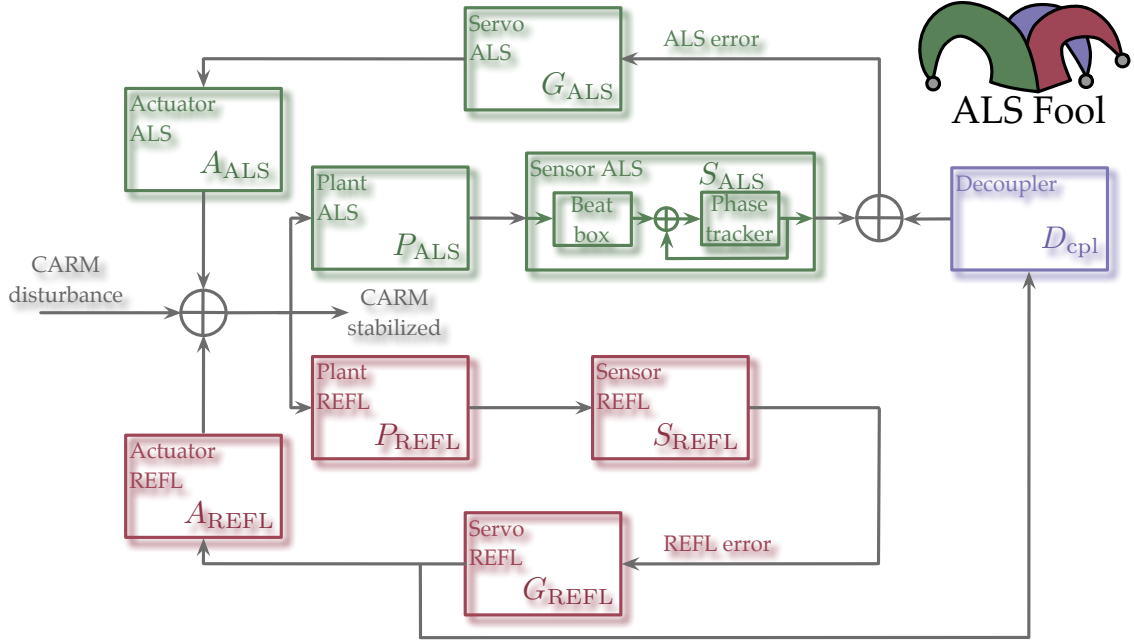 Servo
ALS
G_ALS
ALS error
ALS Fool
Actuator
ALS
A_ALS
Plant
ALS
P_ALS
Sensor ALS
S_ALS
Beat
box
Phase
tracker
Decoupler
D_cpl
CARM
disturbance
CARM
stabilized
Plant
REFL
P_REFL
Sensor
REFL
S_REFL
Actuator
REFL
A_REFL
Servo
REFL
G_REFL
REFL error